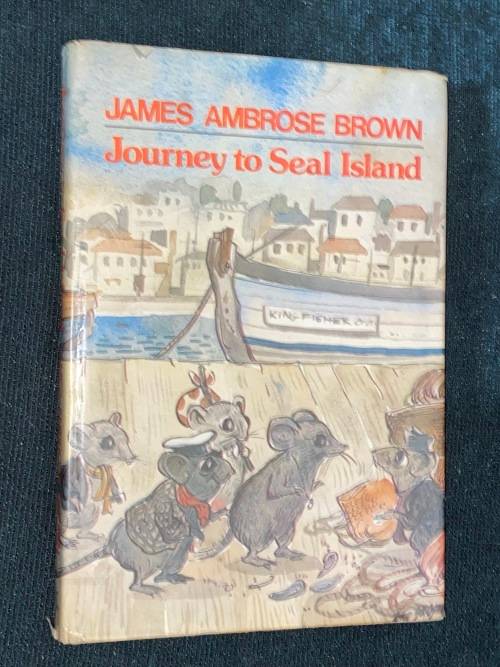 JAMES AMBROSE BROWN
Journey to Seal Island
KINGFISHER